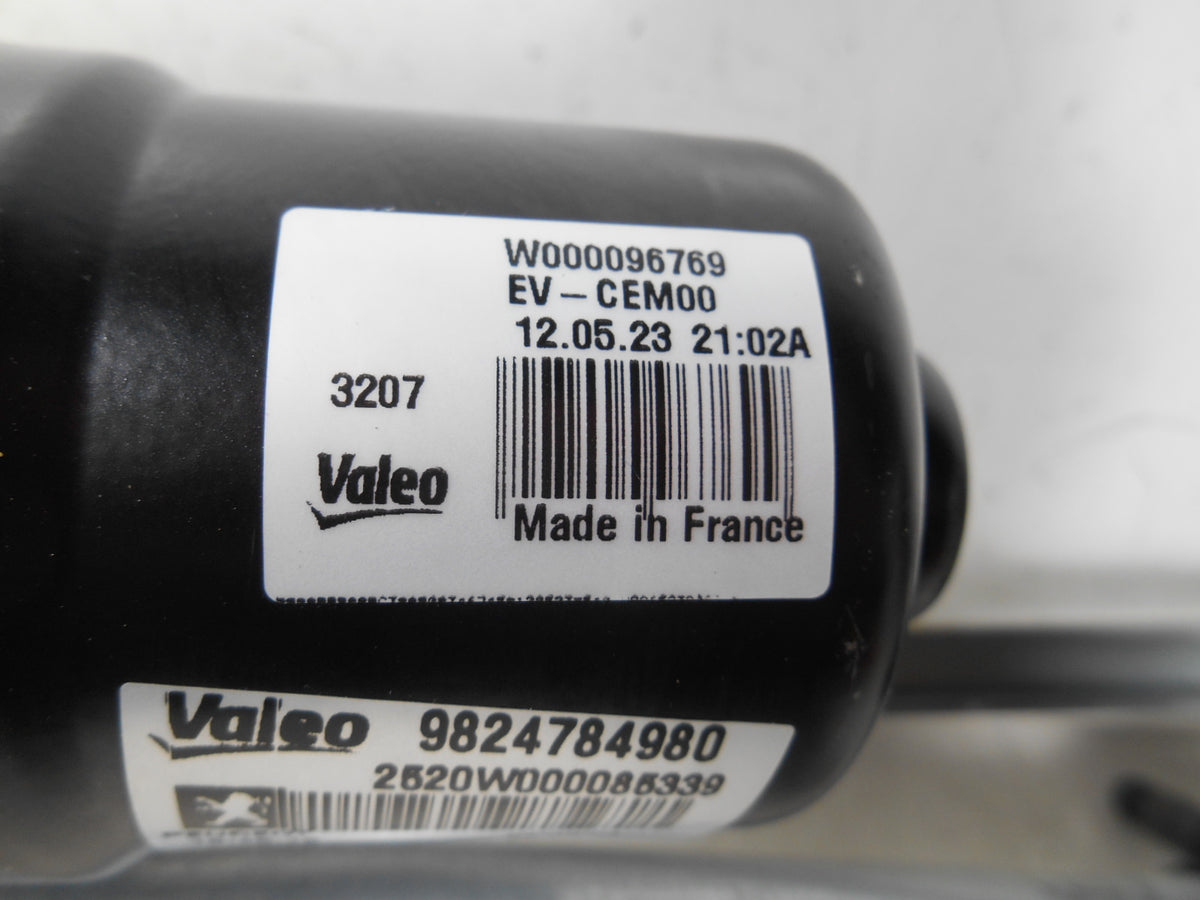 W000096769
EV – CEM00
12.05.23 21:02A
3207
Valeo
Made in France
Valeo 9824784980
2520W000085339